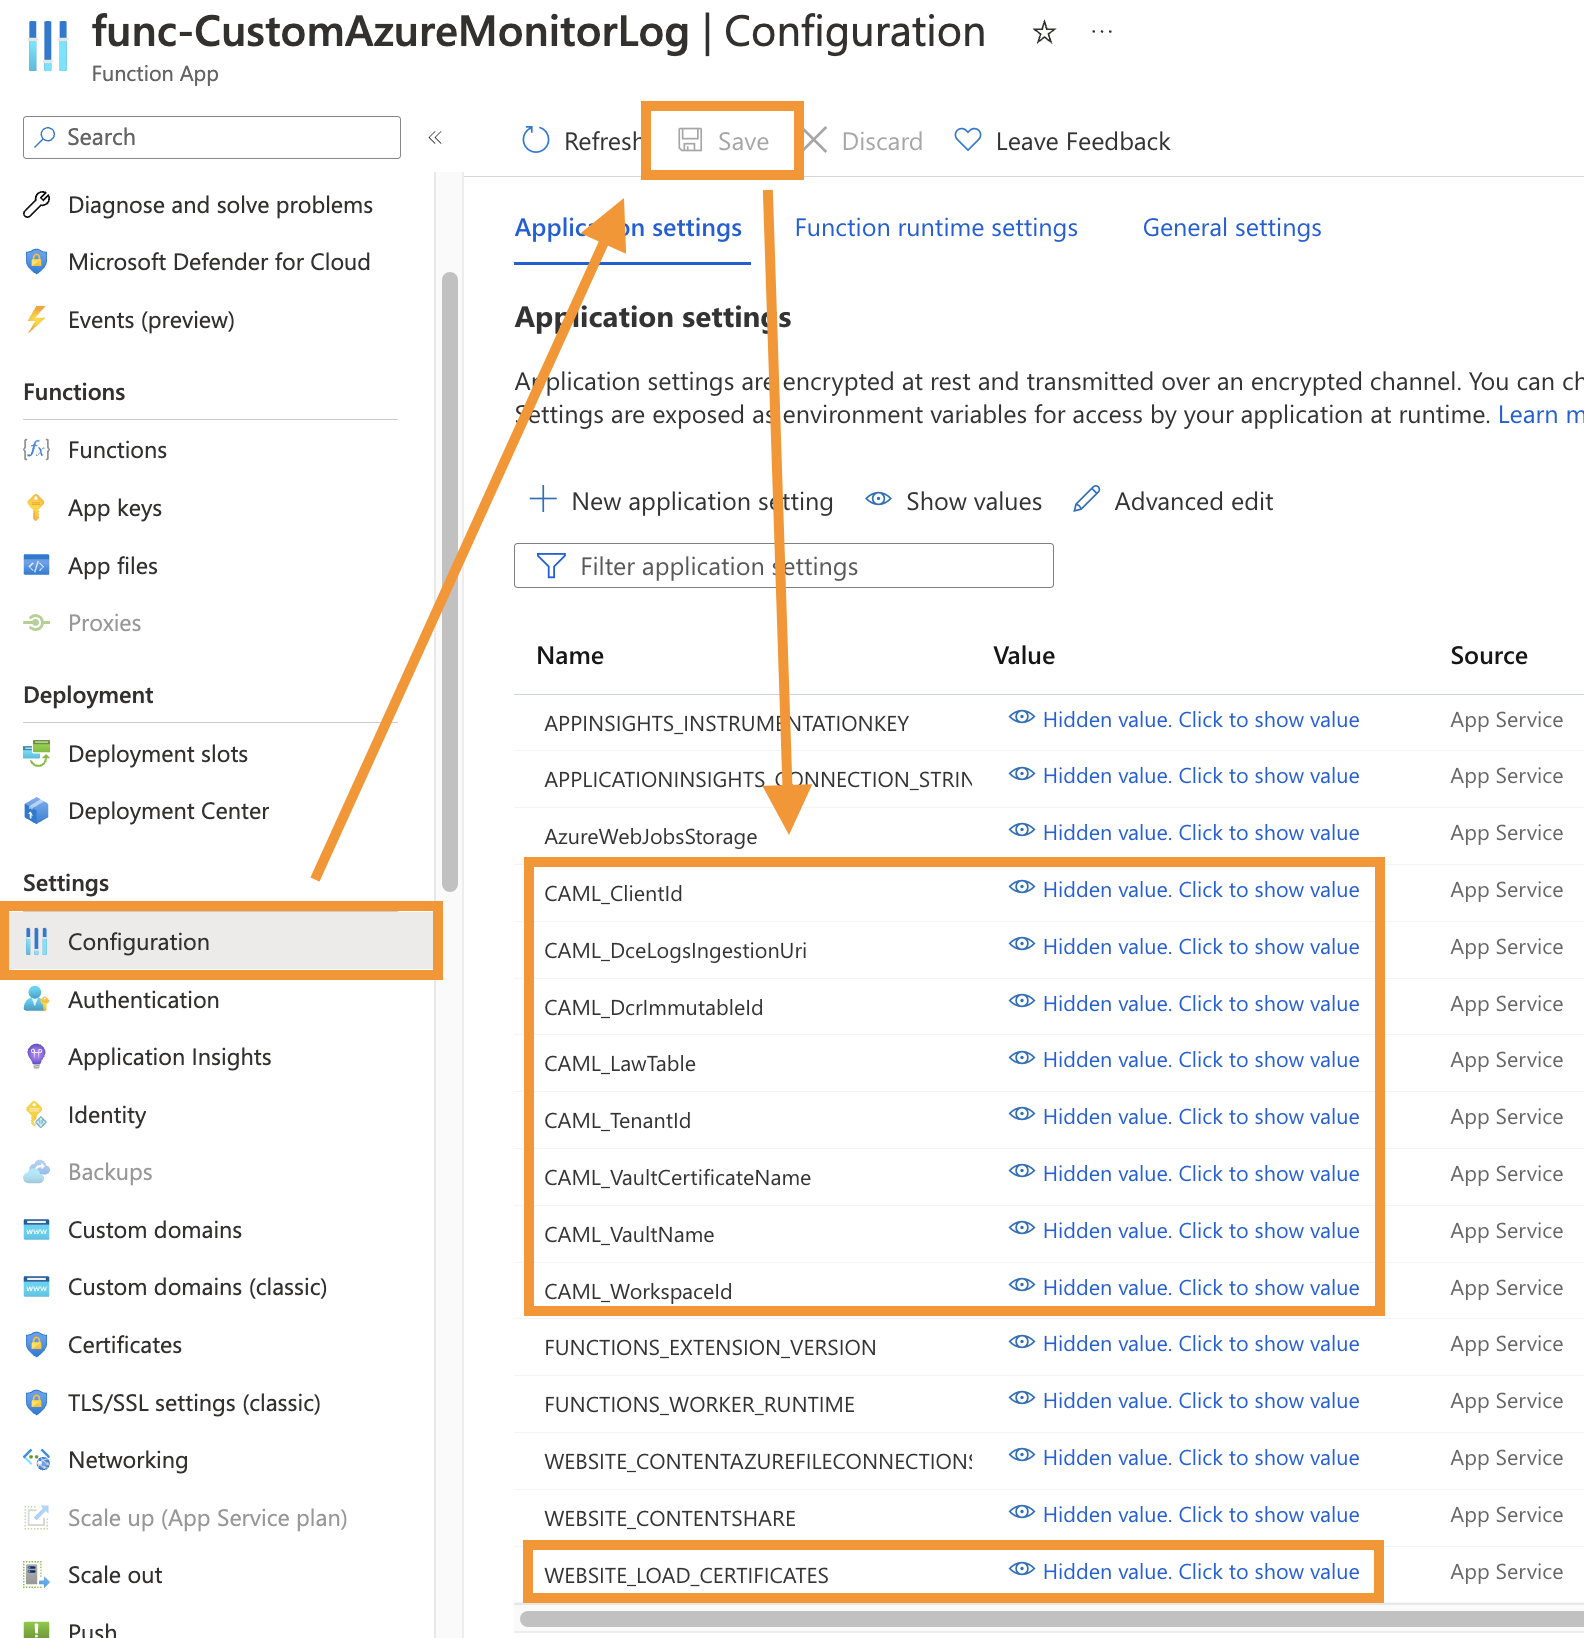 func-CustomAzureMonitorLog | Configuration
Function App
Search
Refresh
Save
Discard
Leave Feedback
Diagnose and solve problems
Microsoft Defender for Cloud
Events (preview)
Functions
Functions
App keys
App files
Proxies
Deployment
Deployment slots
Deployment Center
Settings
Configuration
Authentication
Application Insights
Identity
Backups
Custom domains
Custom domains (classic)
Certificates
TLS/SSL settings (classic)
Networking
Scale up (App Service plan)
Scale out
Push
Application settings
Function runtime settings
General settings
Application settings
Application settings are encrypted at rest and transmitted over an encrypted channel. You can ch
Settings are exposed as environment variables for access by your application at runtime. Learn m
New application setting
Show values
Advanced edit
Filter application settings
Name Value Source
APPINSIGHTS_INSTRUMENTATIONKEY Hidden value. Click to show value App Service
APPLICATIONINSIGHTS_CONNECTION_STRIN Hidden value. Click to show value App Service
AzureWebJobsStorage Hidden value. Click to show value App Service
CAML_ClientId Hidden value. Click to show value App Service
CAML_DceLogsIngestionUri Hidden value. Click to show value App Service
CAML_DcrImmutableId Hidden value. Click to show value App Service
CAML_LawTable Hidden value. Click to show value App Service
CAML_TenantId Hidden value. Click to show value App Service
CAML_VaultCertificateName Hidden value. Click to show value App Service
CAML_VaultName Hidden value. Click to show value App Service
CAML_WorkspaceId Hidden value. Click to show value App Service
FUNCTIONS_EXTENSION_VERSION Hidden value. Click to show value App Service
FUNCTIONS_WORKER_RUNTIME Hidden value. Click to show value App Service
WEBSITE_CONTENTAZUREFILECONNECTIONS Hidden value. Click to show value App Service
WEBSITE_CONTENTSHARE Hidden value. Click to show value App Service
WEBSITE_LOAD_CERTIFICATES Hidden value. Click to show value App Service